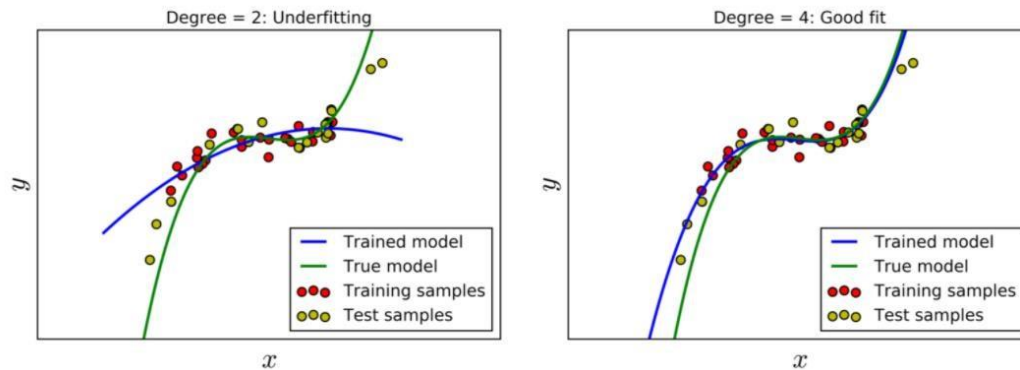 Degree = 2: Underfitting
y
Trained model
True model
Training samples
Test samples
x
Degree = 4: Good fit
y
Trained model
True model
Training samples
Test samples
x